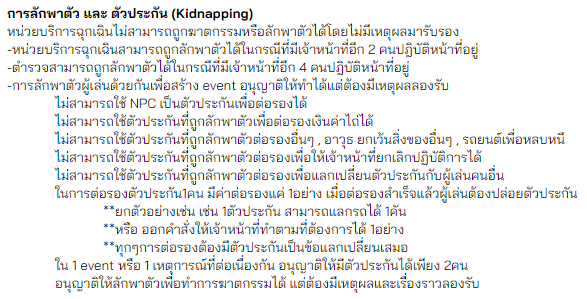 การลักพาตัว และ ตัวประกัน (Kidnapping)
หน่วยบริการฉุกเฉินไม่สามารถถูกฆาตกรรมหรือลักพาตัวได้โดยไม่มีเหตุผลมารับรอง
-หน่วยบริการฉุกเฉินสามารถถูกลักพาตัวได้ในกรณีที่มีเจ้าหน้าที่อีก 2 คนปฏิบัติหน้าที่อยู่
-ตำรวจสามารถถูกลักพาตัวได้ในกรณีที่มีเจ้าหน้าที่อีก 4 คนปฏิบัติหน้าที่อยู่
-การลักพาตัวผู้เล่นด้วยกันเพื่อสร้าง event อนุญาติให้ทำได้แต่ต้องมีเหตุผลลองรับ
ไม่สามารถใช้ NPC เป็นตัวประกันเพื่อต่อรองได้
ไม่สามารถใช้ตัวประกันที่ถูกลักพาตัวเพื่อต่อรองเงินค่าไถ่ได้
ไม่สามารถใช้ตัวประกันที่ถูกลักพาตัวต่อรองอื่นๆ , อาวุธ ยกเว้นสิ่งของอื่นๆ , รถยนต์เพื่อหลบหนี
ไม่สามารถใช้ตัวประกันที่ถูกลักพาตัวต่อรองเพื่อให้เจ้าหน้าที่ยกเลิกปฏิบัติการได้
ไม่สามารถใช้ตัวประกันที่ถูกลักพาตัวต่อรองเพื่อแลกเปลี่ยนตัวประกันกับผู้เล่นคนอื่น
ในการต่อรองตัวประกัน1คน มีค่าต่อรองแค่ 1อย่าง เมื่อต่อรองสำเร็จแล้วผู้เล่นต้องปล่อยตัวประกัน
**ยกตัวอย่างเช่น เช่น 1ตัวประกัน สามารถแลกรถได้ 1คัน
**หรือ ออกคำสั่งให้เจ้าหน้าที่ทำตามที่ต้องการได้ 1อย่าง
**ทุกๆการต่อรองต้องมีตัวประกันเป็นข้อแลกเปลี่ยนเสมอ
ใน 1 event หรือ 1 เหตุการณ์ที่ต่อเนื่องกัน อนุญาติให้มีตัวประกันได้เพียง 2คน
อนุญาติให้ลักพาตัวเพื่อทำการฆาตกรรมได้ แต่ต้องมีเหตุผลและเรื่องราวลองรับ